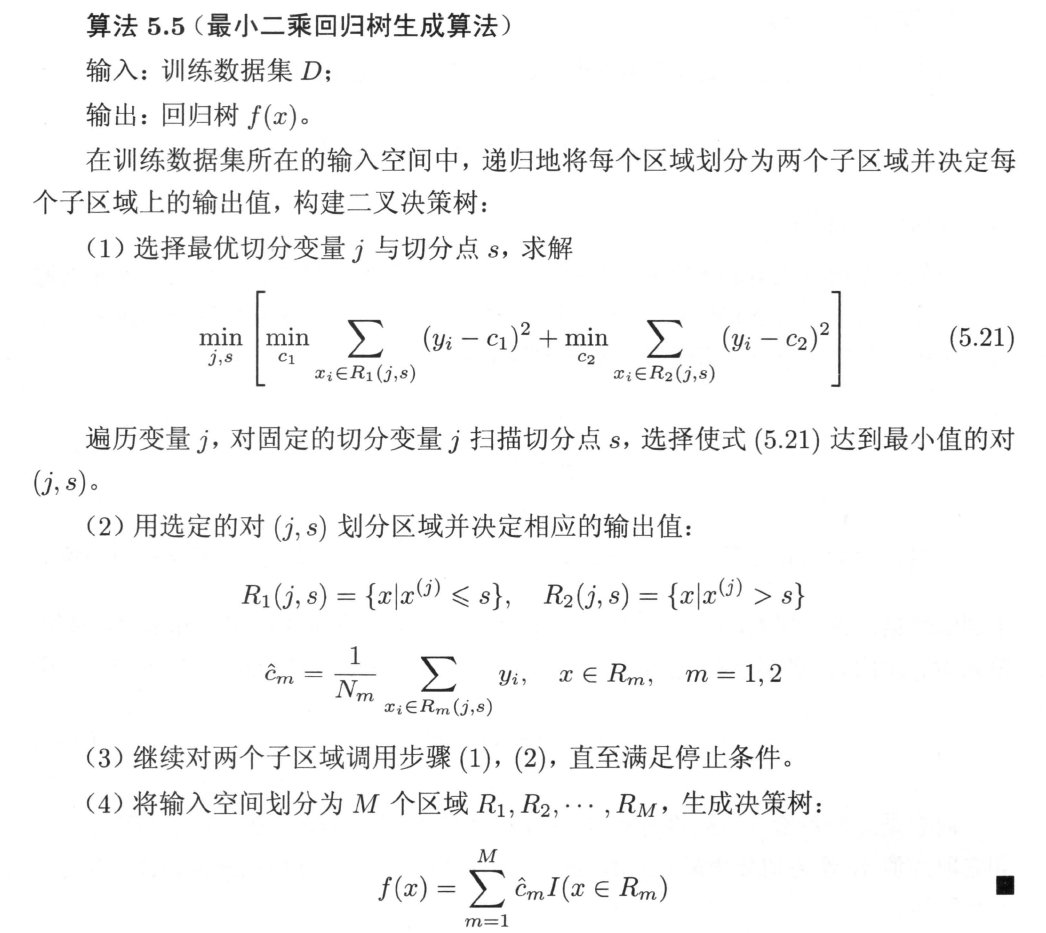 算法 5.5（最小二乘回归树生成算法）
输入：训练数据集 D；
输出：回归树 f(x)。
在训练数据集所在的输入空间中，递归地将每个区域划分为两个子区域并决定每
个子区域上的输出值，构建二叉决策树：
（1）选择最优切分变量 j 与切分点 s，求解
$$\min_{j,s}\left[\min_{c_1}\sum_{x_i\in R_1(j,s)}(y_i-c_1)^2+\min_{c_2}\sum_{x_i\in R_2(j,s)}(y_i-c_2)^2\right]$$ (5.21)
遍历变量 j，对固定的切分变量 j 扫描切分点 s，选择使式 (5.21) 达到最小值的对
(j, s)。
（2）用选定的对 (j, s) 划分区域并决定相应的输出值：
$$R_1(j,s)=\{x|x^{(j)}\leqslant s\},\quad R_2(j,s)=\{x|x^{(j)}>s\}$$
$$\hat{c}_m=\frac{1}{N_m}\sum_{x_i\in R_m(j,s)}y_i,\quad x\in R_m,\quad m=1,2$$
（3）继续对两个子区域调用步骤 (1)，(2)，直至满足停止条件。
（4）将输入空间划分为 M 个区域 R₁, R₂, ⋯ , R_M，生成决策树：
$$f(x)=\sum_{m=1}^{M}\hat{c}_m I(x\in R_m)$$ ■